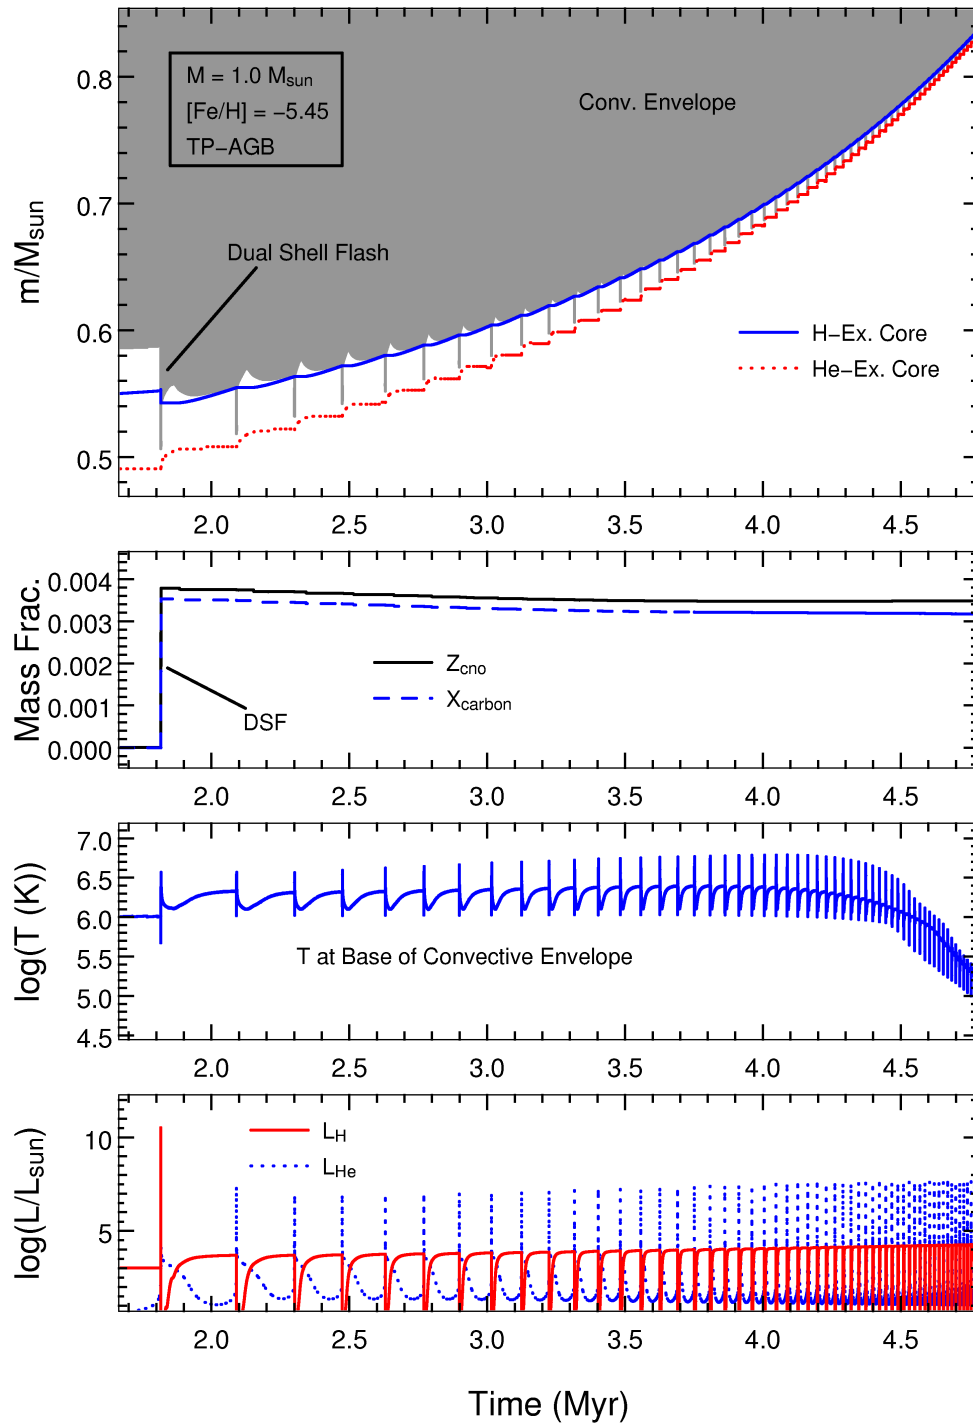 M = 1.0 Msun
[Fe/H] = −5.45
TP−AGB
Conv. Envelope
Dual Shell Flash
H−Ex. Core
He−Ex. Core
m/Msun
0.8
0.7
0.6
0.5
2.0 2.5 3.0 3.5 4.0 4.5
Mass Frac.
0.004
0.003
0.002
0.001
0.000
Zcno
Xcarbon
DSF
2.0 2.5 3.0 3.5 4.0 4.5
log(T (K))
7.0
6.5
6.0
5.5
5.0
4.5
T at Base of Convective Envelope
2.0 2.5 3.0 3.5 4.0 4.5
log(L/Lsun)
10
5
LH
LHe
2.0 2.5 3.0 3.5 4.0 4.5
Time (Myr)